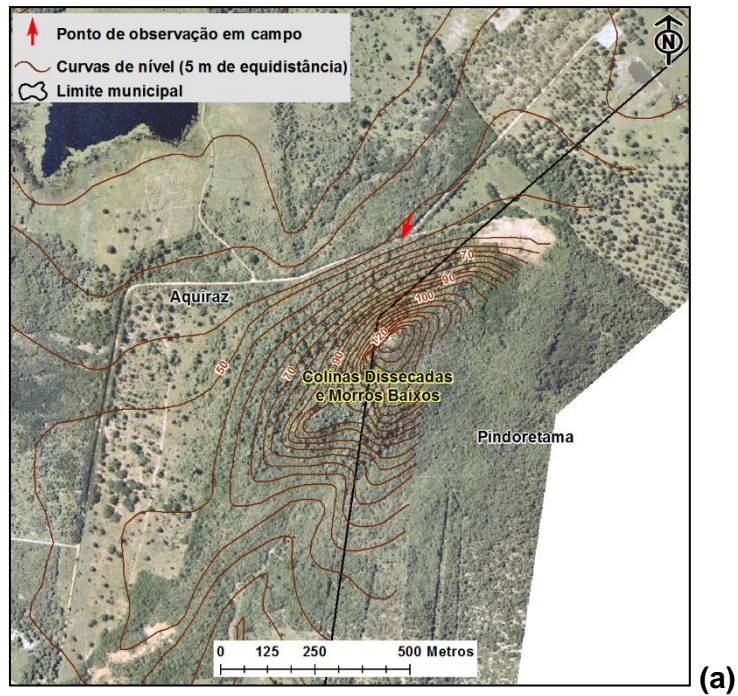 Ponto de observação em campo
Curvas de nível (5 m de equidistância)
Limite municipal
N
70
Aquiraz
90
100
50
120
90
70
Colinas Dissecadas
e Morros Baixos
Pindoretama
0 125 250 500 Metros
(a)